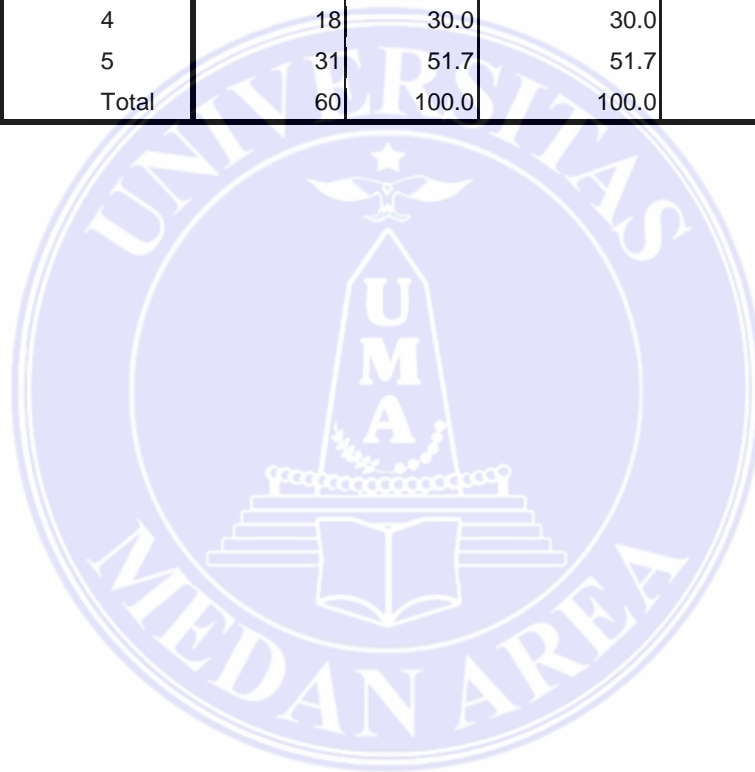 4 18 30.0 30.0
5 31 51.7 51.7
Total 60 100.0 100.0
UNIVERSITAS
U
M
A
MEDAN AREA